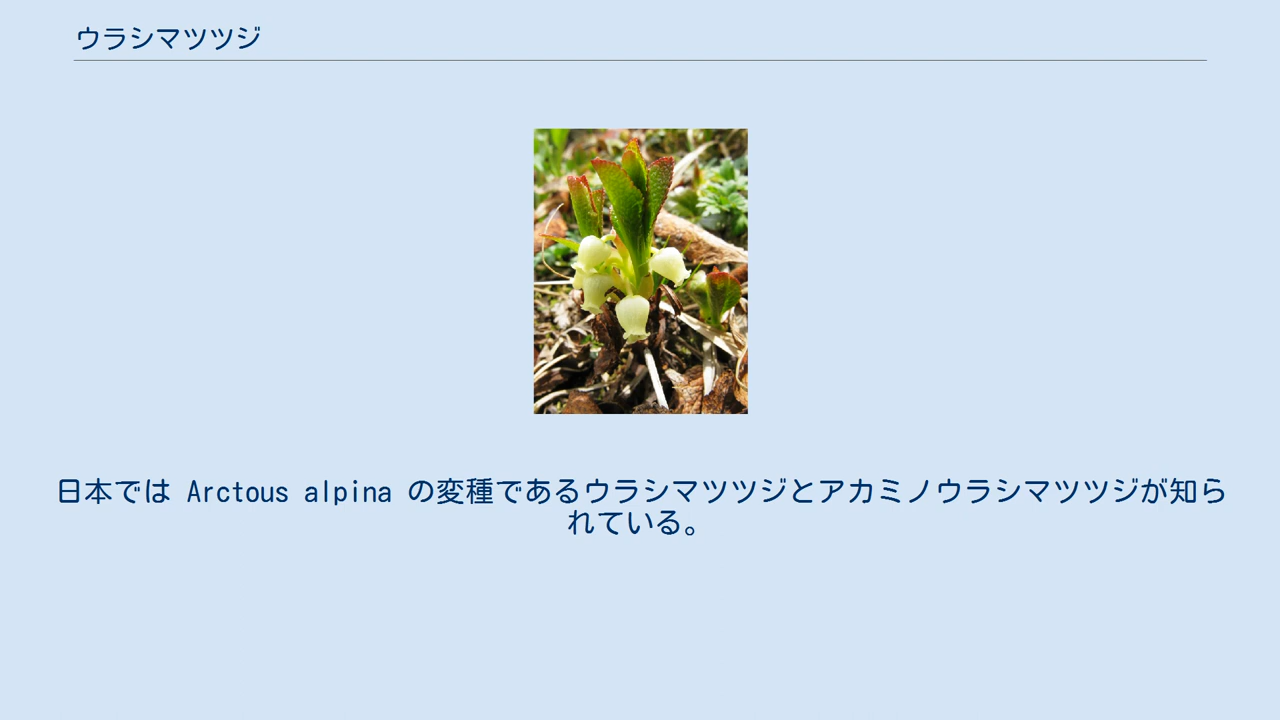 ウラシマツツジ
日本では Arctous alpina の変種であるウラシマツツジとアカミノウラシマツツジが知ら
れている。